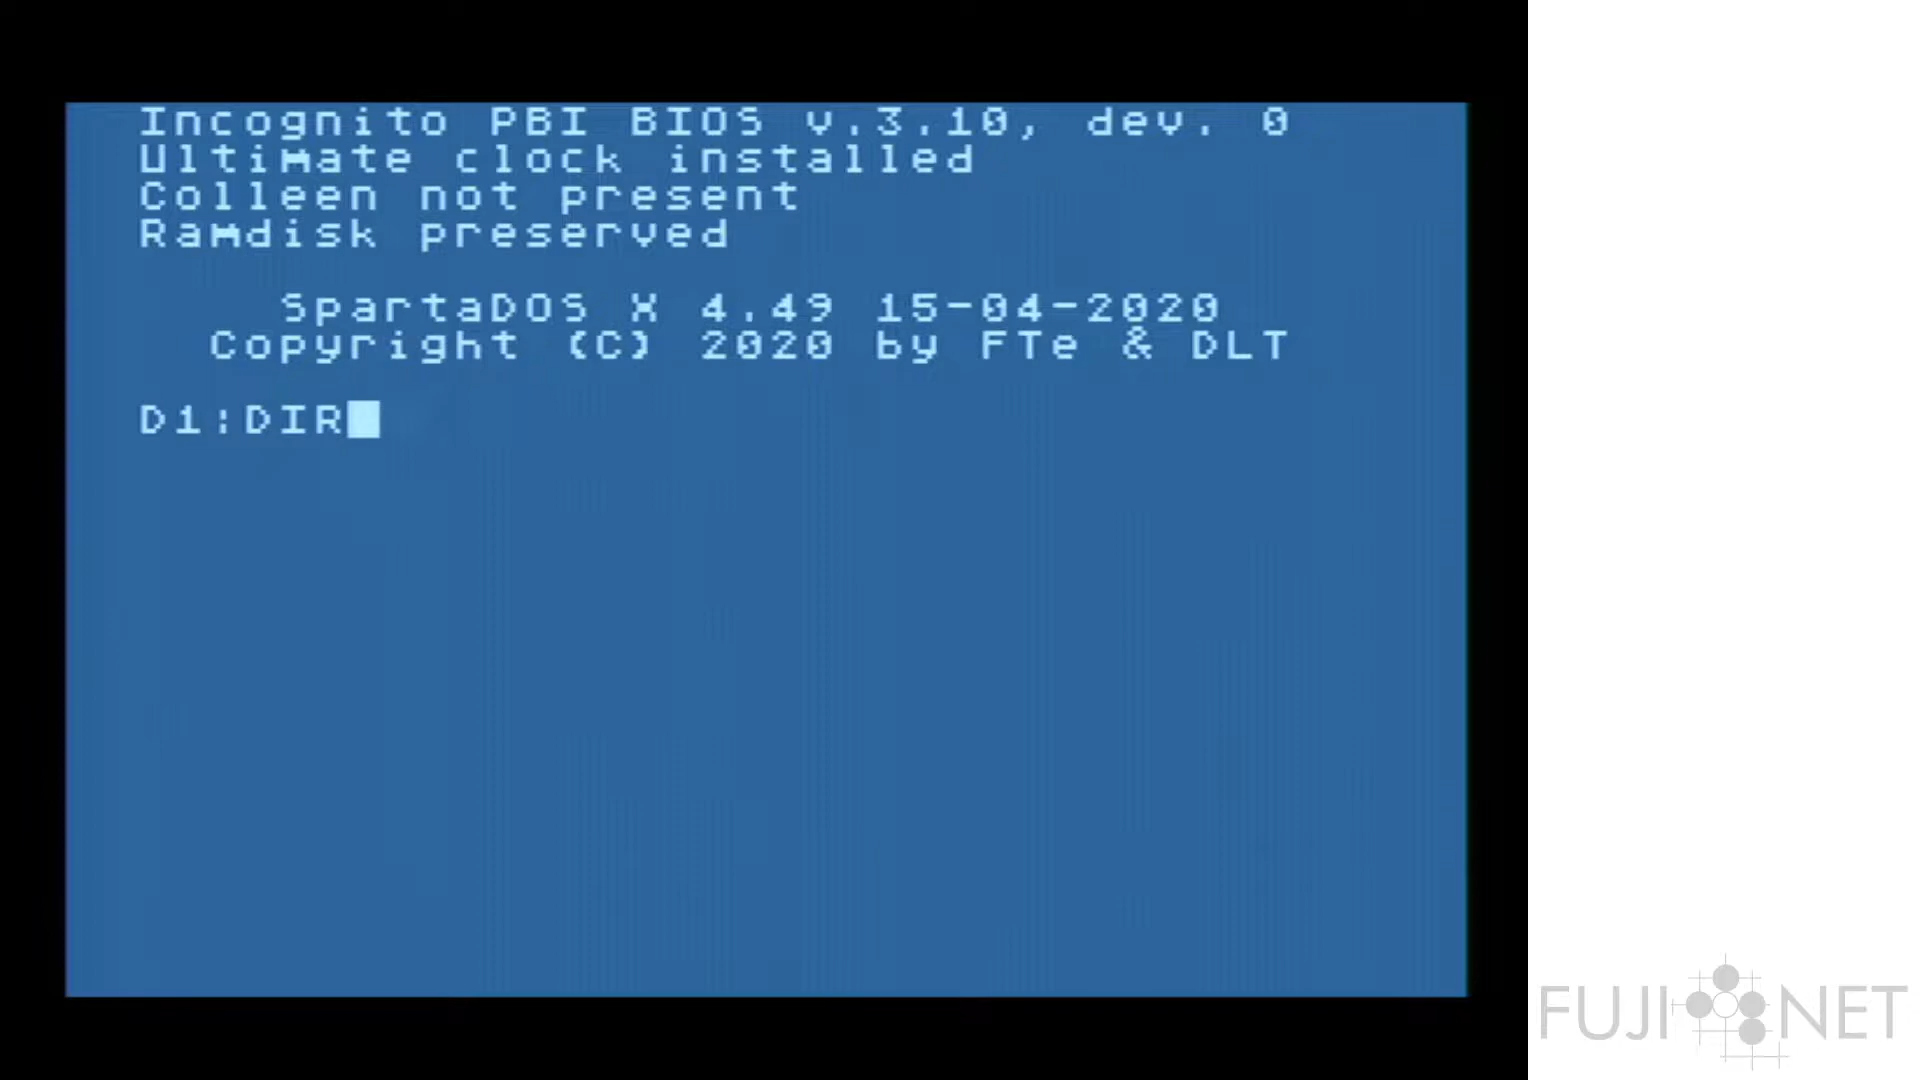 Incognito PBI BIOS v.3.10, dev. 0
Ultimate clock installed
Colleen not present
Ramdisk preserved
SpartaDOS X 4.49 15-04-2020
Copyright (C) 2020 by FTe & DLT
D1:DIR
FUJINET